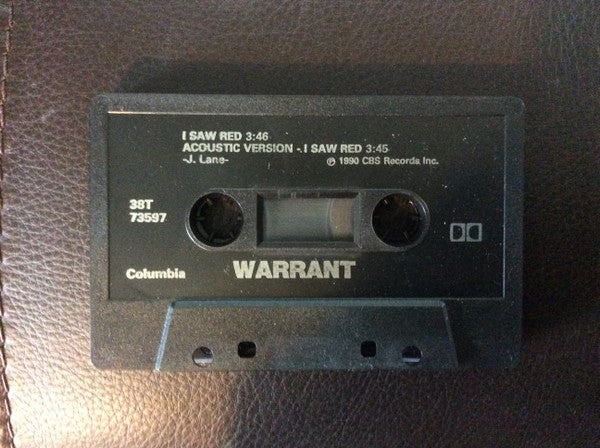 I SAW RED 3:46
ACOUSTIC VERSION -. I SAW RED 3:45
-J. Lane- ℗ 1990 CBS Records Inc.
38T
73597
Columbia WARRANT